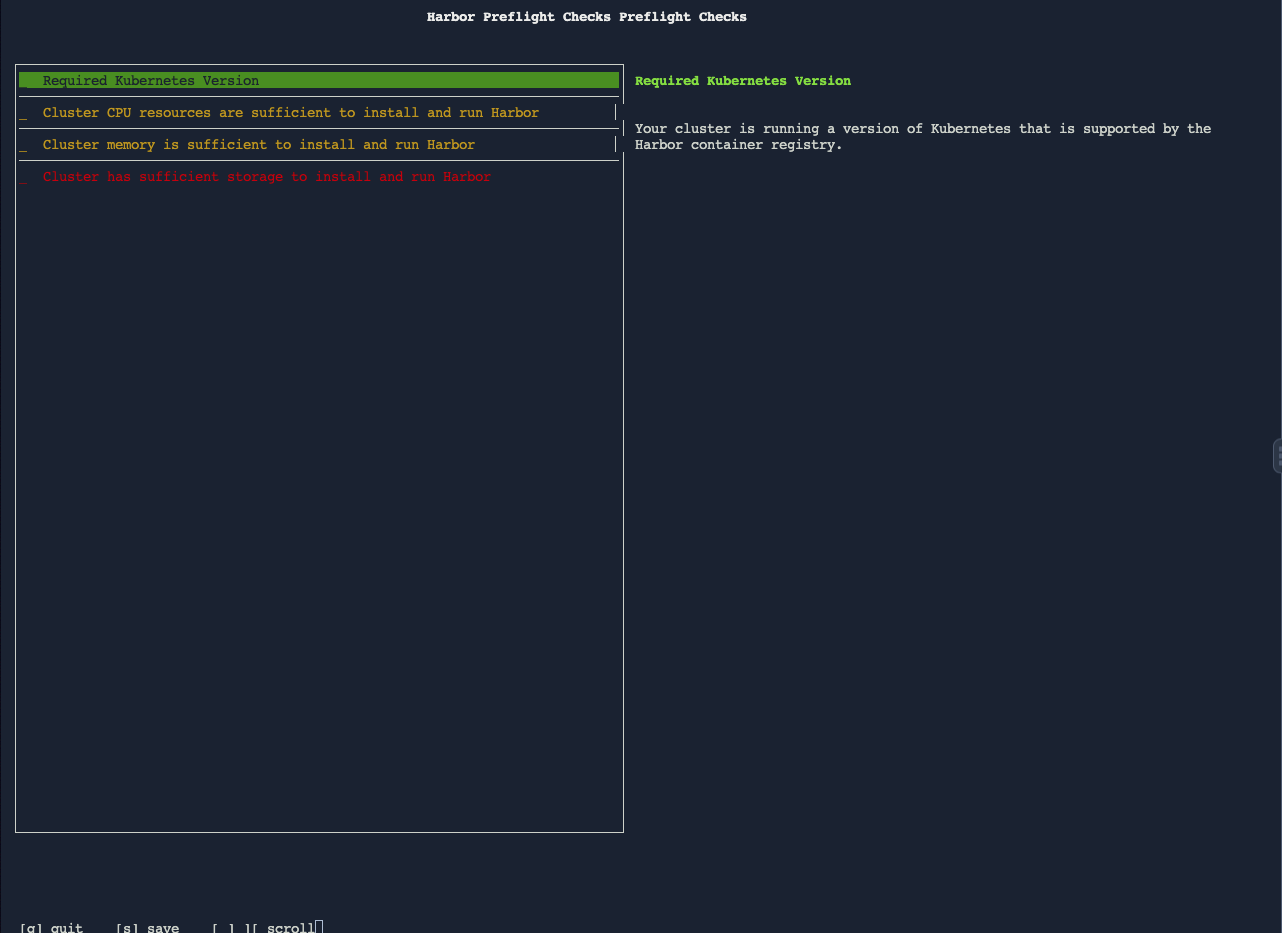 Harbor Preflight Checks Preflight Checks
Required Kubernetes Version
_ Cluster CPU resources are sufficient to install and run Harbor
_ Cluster memory is sufficient to install and run Harbor
_ Cluster has sufficient storage to install and run Harbor
Required Kubernetes Version
Your cluster is running a version of Kubernetes that is supported by the
Harbor container registry.
[q] quit [s] save [ ] ][ scroll